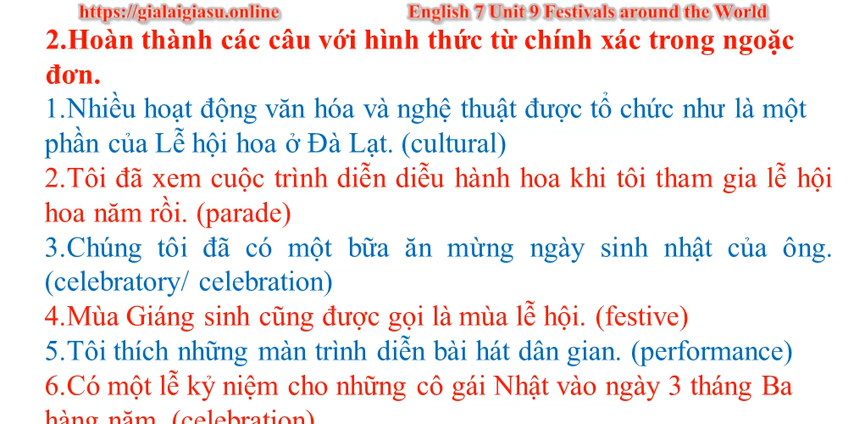 https://gialaigiasu.online English 7 Unit 9 Festivals around the World
2.Hoàn thành các câu với hình thức từ chính xác trong ngoặc
đơn.
1.Nhiều hoạt động văn hóa và nghệ thuật được tổ chức như là một
phần của Lễ hội hoa ở Đà Lạt. (cultural)
2.Tôi đã xem cuộc trình diễn diễu hành hoa khi tôi tham gia lễ hội
hoa năm rồi. (parade)
3.Chúng tôi đã có một bữa ăn mừng ngày sinh nhật của ông.
(celebratory/ celebration)
4.Mùa Giáng sinh cũng được gọi là mùa lễ hội. (festive)
5.Tôi thích những màn trình diễn bài hát dân gian. (performance)
6.Có một lễ kỷ niệm cho những cô gái Nhật vào ngày 3 tháng Ba
hàng năm. (celebration)